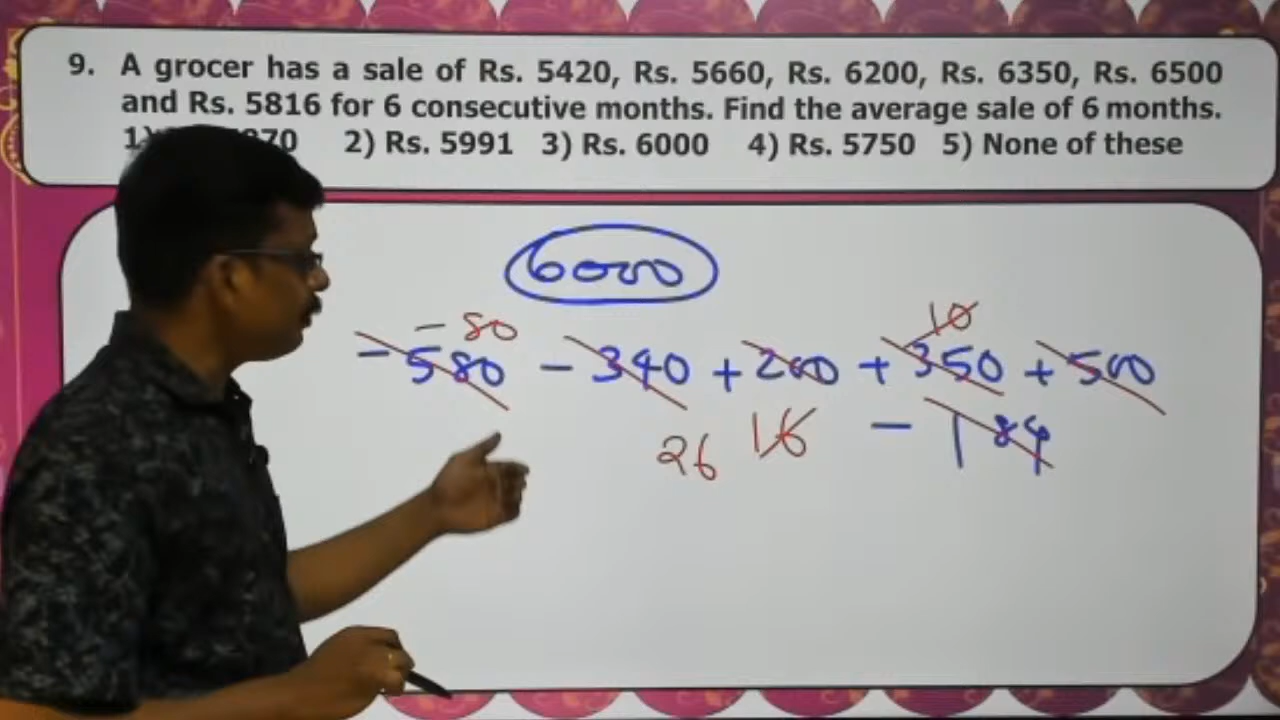 9. A grocer has a sale of Rs. 5420, Rs. 5660, Rs. 6200, Rs. 6350, Rs. 6500
and Rs. 5816 for 6 consecutive months. Find the average sale of 6 months.
1) 70 2) Rs. 5991 3) Rs. 6000 4) Rs. 5750 5) None of these
6000
- 80 10
- 580 - 340 + 200 + 350 + 500
26 16 - 184